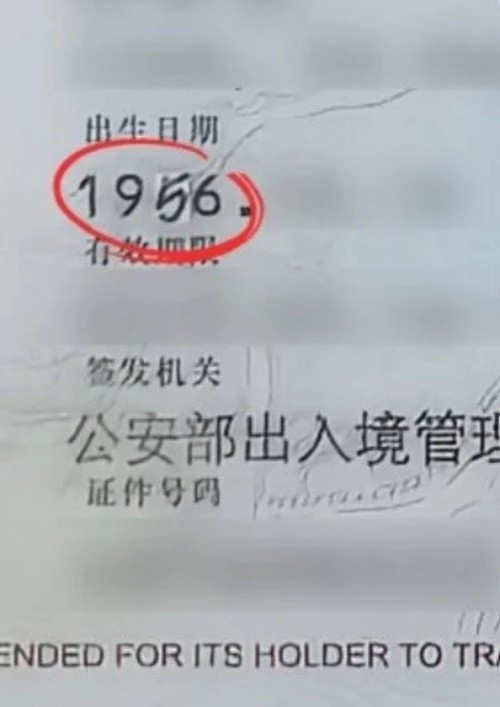 出生日期
1956.
有效期限
签发机关
公安部出入境管理
证件号码
ENDED FOR ITS HOLDER TO TRA